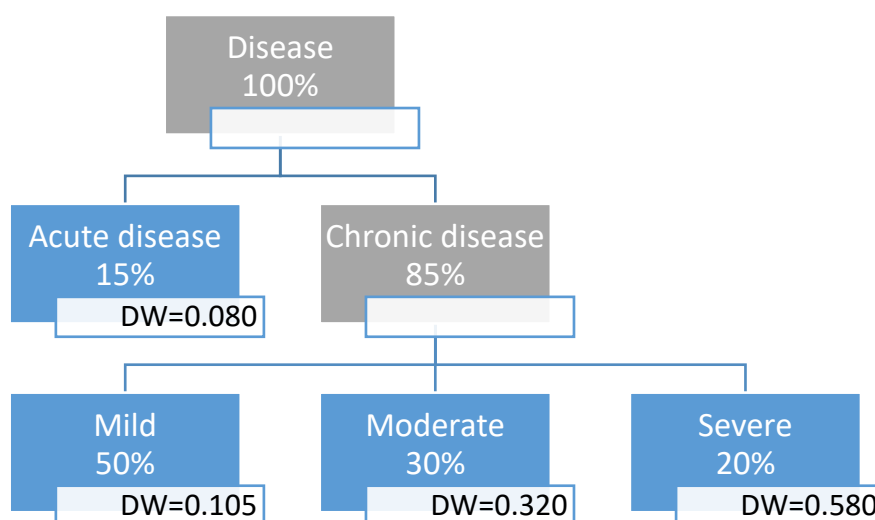 Disease
100%
Acute disease
15%
DW=0.080
Chronic disease
85%
Mild
50%
DW=0.105
Moderate
30%
DW=0.320
Severe
20%
DW=0.580